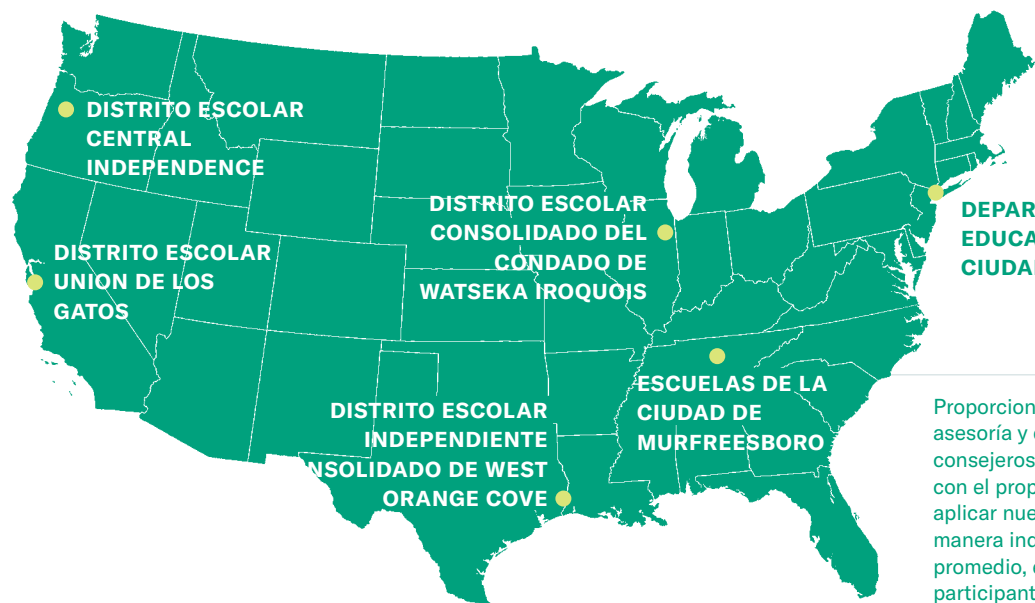 DISTRITO ESCOLAR
CENTRAL
INDEPENDENCE
DISTRITO ESCOLAR
UNION DE LOS
GATOS
DISTRITO ESCOLAR
CONSOLIDADO DEL
CONDADO DE
WATSEKA IROQUOIS
DISTRITO ESCOLAR
INDEPENDIENTE
NSOLIDADO DE WEST
ORANGE COVE
ESCUELAS DE LA
CIUDAD DE
MURFREESBORO
DEPAR
EDUCA
CIUDA
Proporcion
asesoría y
consejeros
con el prop
aplicar nue
manera ind
promedio,
participant